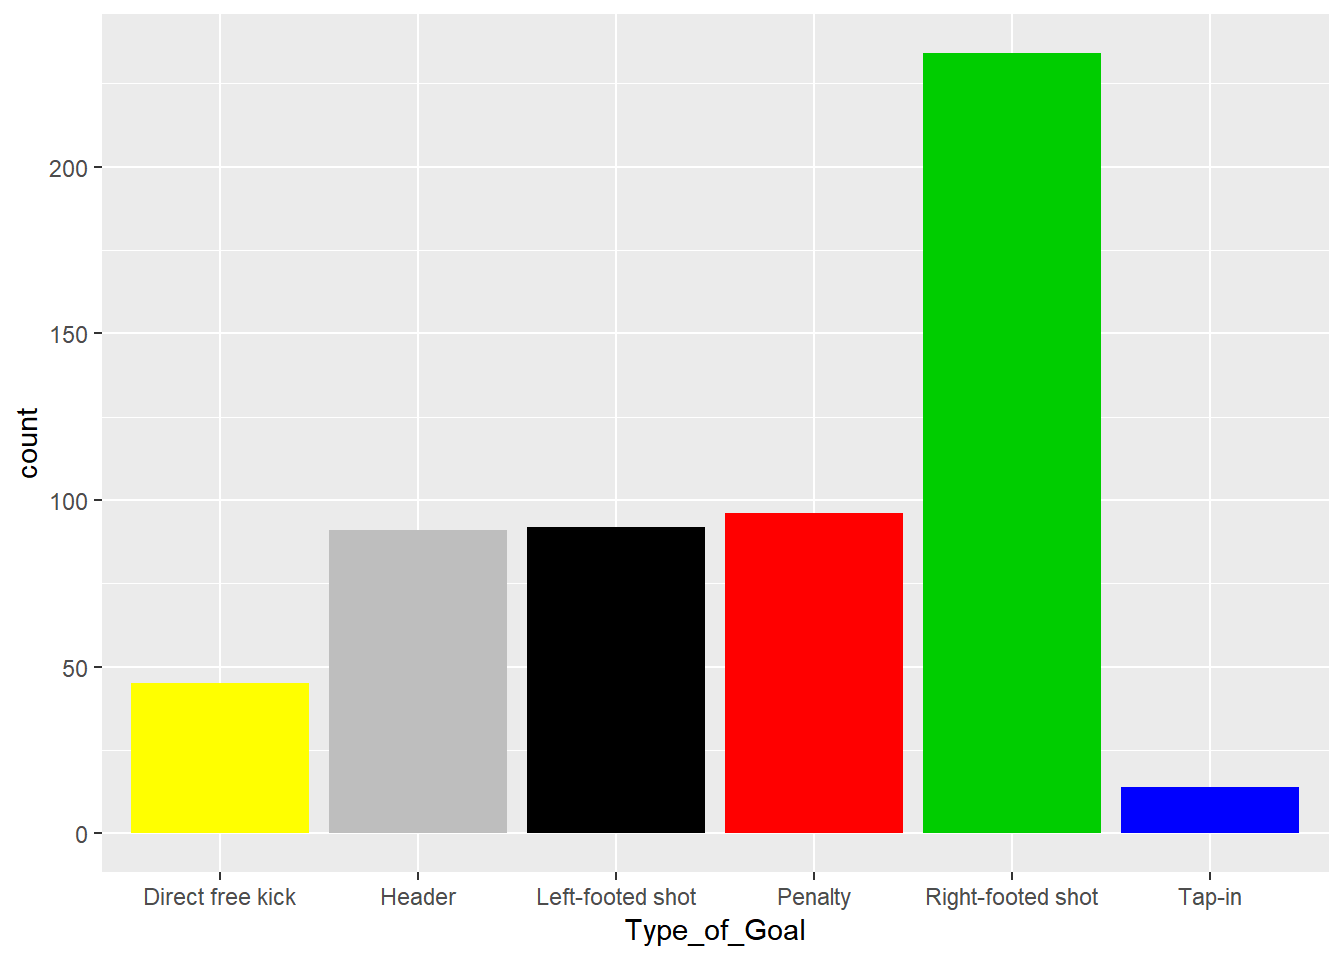 200
150
100
50
0
count
Direct free kick
Header
Left-footed shot
Penalty
Right-footed shot
Tap-in
Type_of_Goal